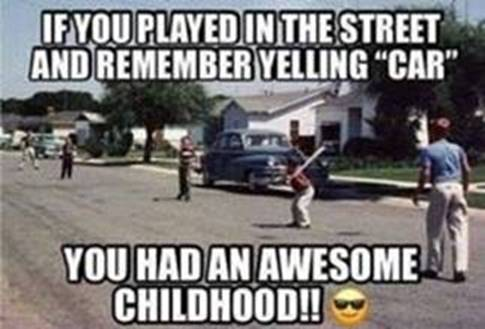 IF YOU PLAYED IN THE STREET
AND REMEMBER YELLING “CAR”
YOU HAD AN AWESOME
CHILDHOOD!! 😎